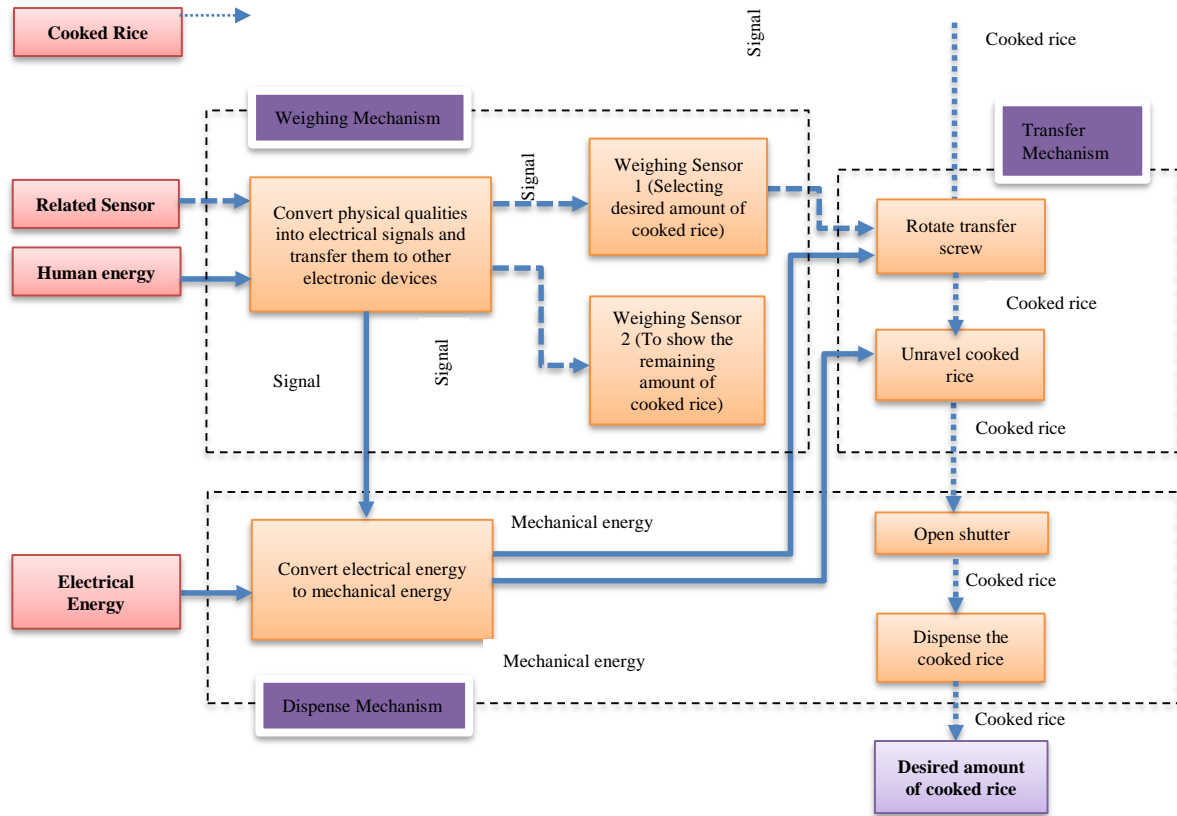 Cooked Rice
Signal
Cooked rice
Weighing Mechanism
Transfer
Mechanism
Related Sensor
Human energy
Convert physical qualities
into electrical signals and
transfer them to other
electronic devices
Signal
Weighing Sensor
1 (Selecting
desired amount of
cooked rice)
Rotate transfer
screw
Cooked rice
Weighing Sensor
2 (To show the
remaining
amount of
cooked rice)
Unravel cooked
rice
Signal
Signal
Cooked rice
Mechanical energy
Open shutter
Electrical
Energy
Convert electrical energy
to mechanical energy
Cooked rice
Dispense the
cooked rice
Mechanical energy
Dispense Mechanism
Cooked rice
Desired amount
of cooked rice